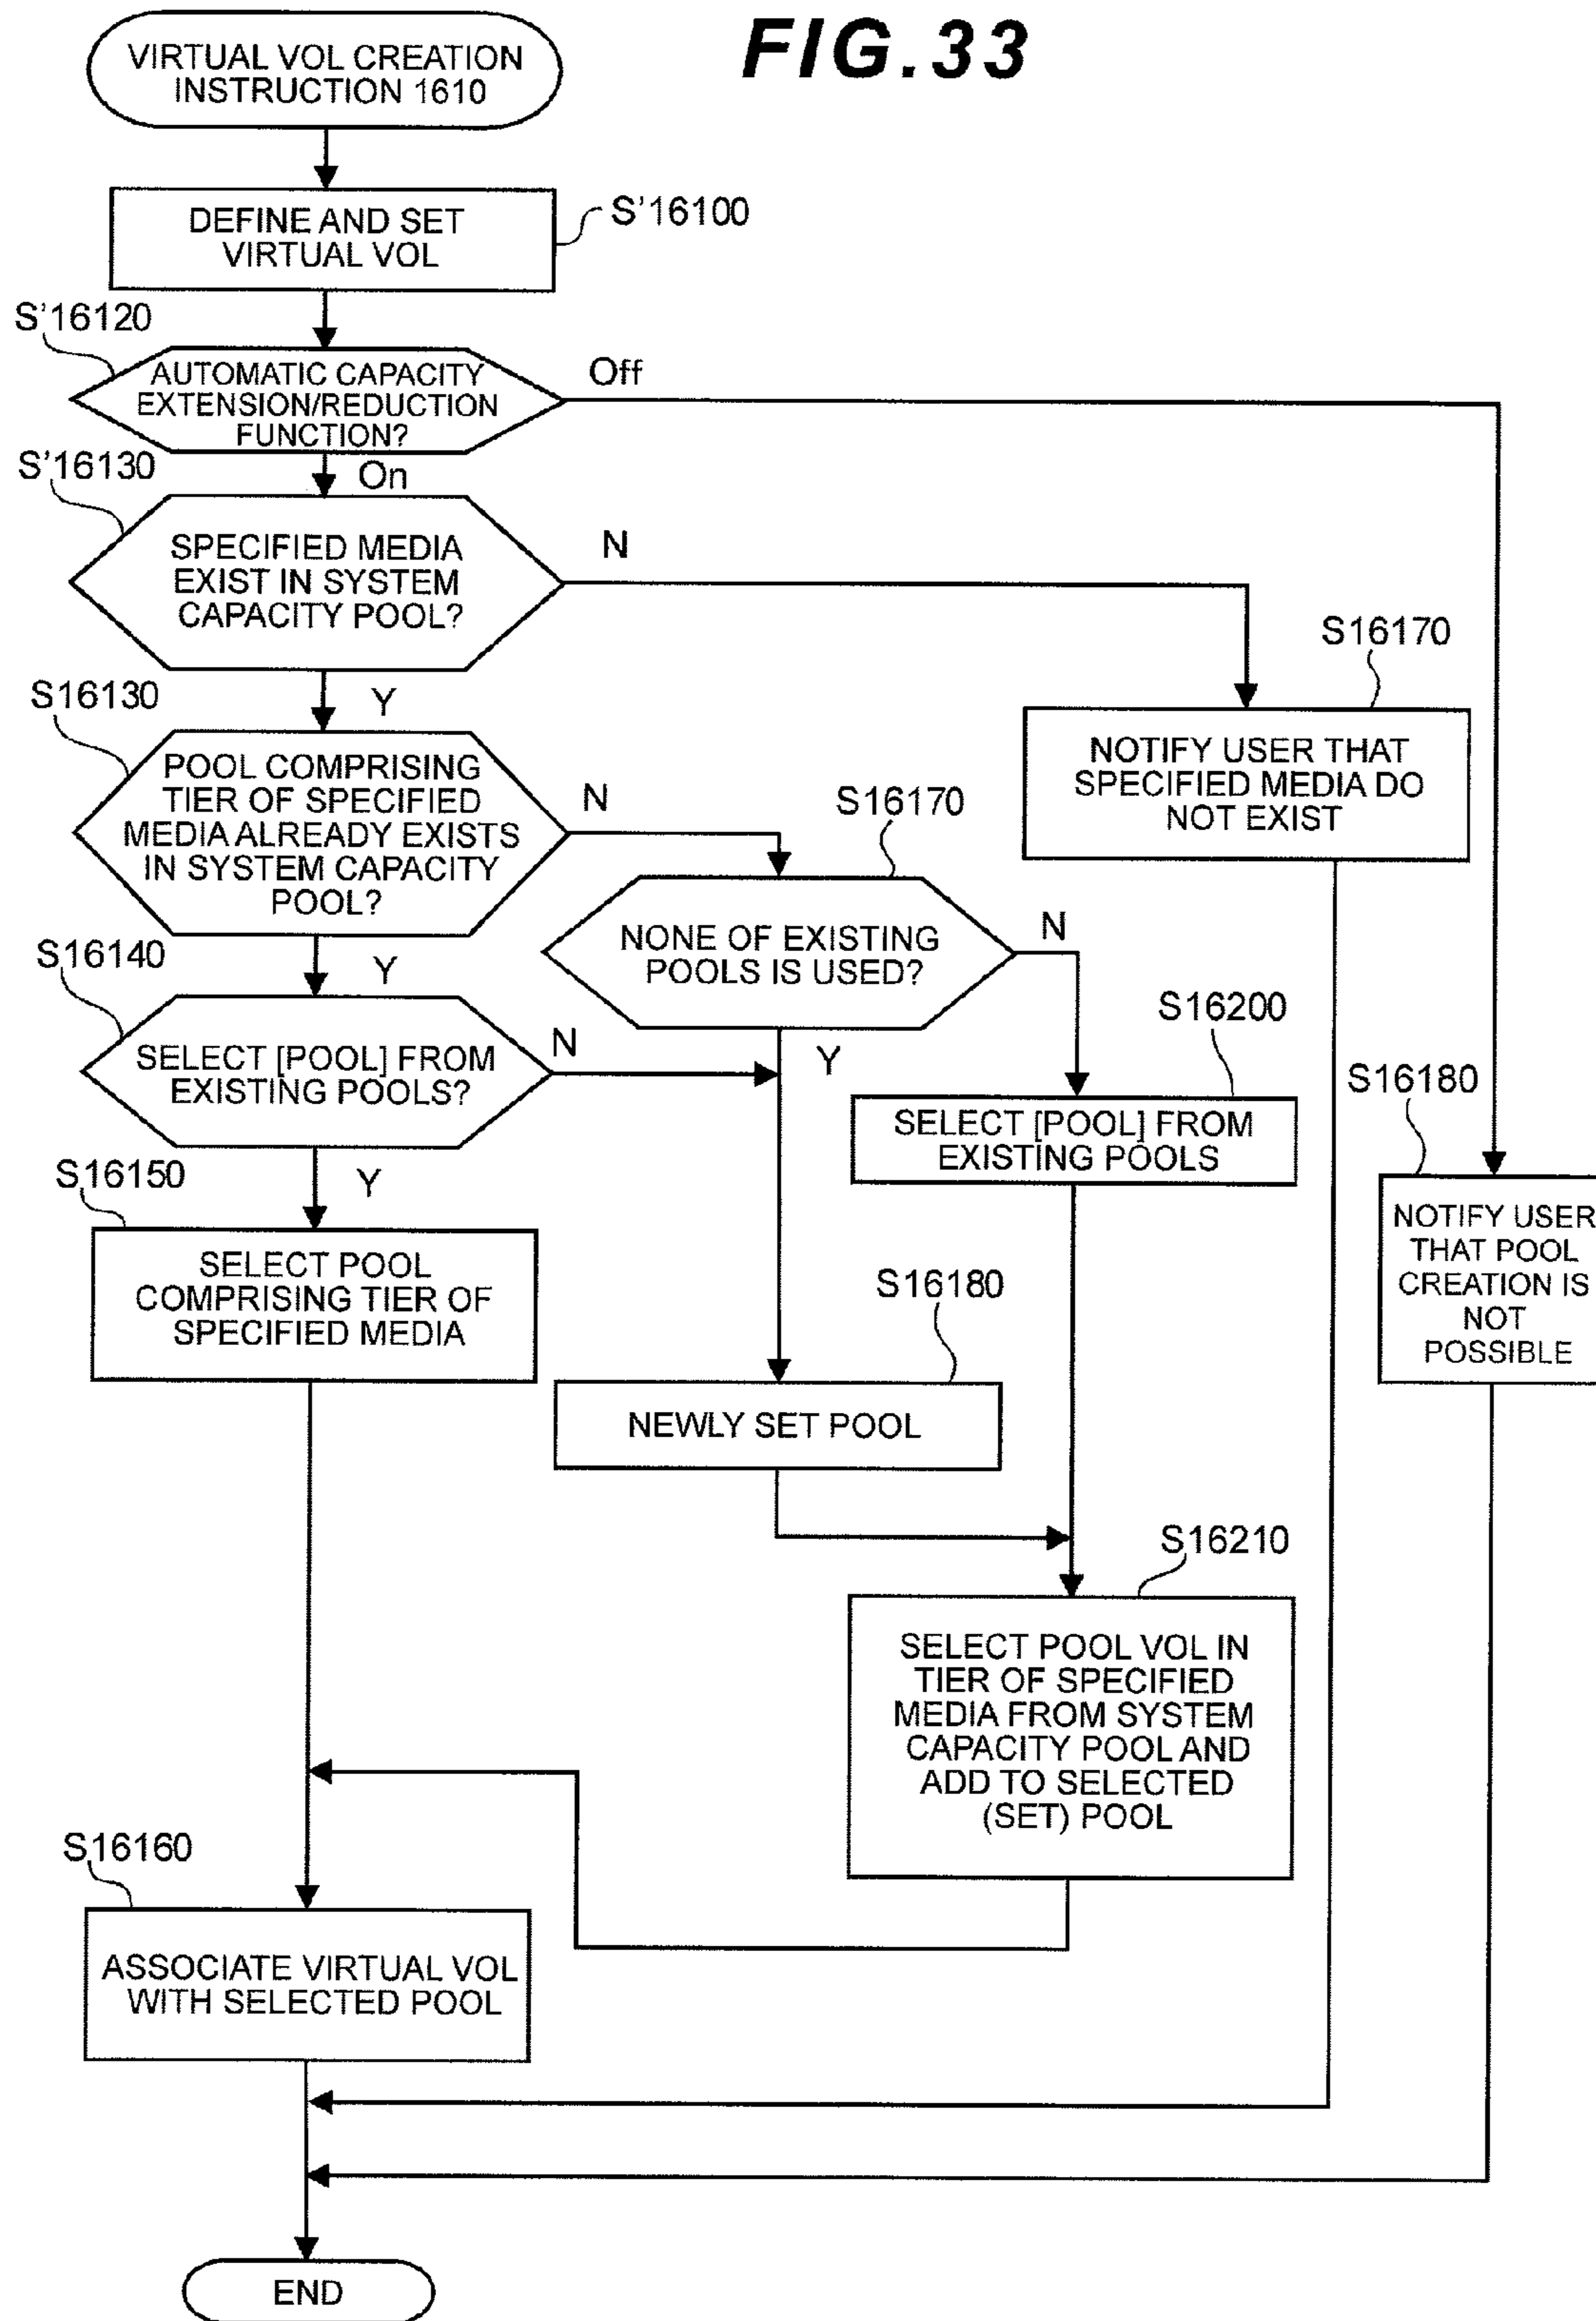 FIG.33
VIRTUAL VOL CREATION
INSTRUCTION 1610
DEFINE AND SET
VIRTUAL VOL
S'16100
S'16120
AUTOMATIC CAPACITY
EXTENSION/REDUCTION
FUNCTION?
Off
On
S'16130
SPECIFIED MEDIA
EXIST IN SYSTEM
CAPACITY POOL?
N
Y
S16170
NOTIFY USER THAT
SPECIFIED MEDIA DO
NOT EXIST
S16130
POOL COMPRISING
TIER OF SPECIFIED
MEDIA ALREADY EXISTS
IN SYSTEM CAPACITY
POOL?
N
Y
S16170
NONE OF EXISTING
POOLS IS USED?
N
Y
S16140
SELECT [POOL] FROM
EXISTING POOLS?
N
Y
S16200
SELECT [POOL] FROM
EXISTING POOLS
S16180
NOTIFY USER
THAT POOL
CREATION IS
NOT
POSSIBLE
S16150
SELECT POOL
COMPRISING TIER OF
SPECIFIED MEDIA
S16180
NEWLY SET POOL
S16210
SELECT POOL VOL IN
TIER OF SPECIFIED
MEDIA FROM SYSTEM
CAPACITY POOL AND
ADD TO SELECTED
(SET) POOL
S16160
ASSOCIATE VIRTUAL VOL
WITH SELECTED POOL
END